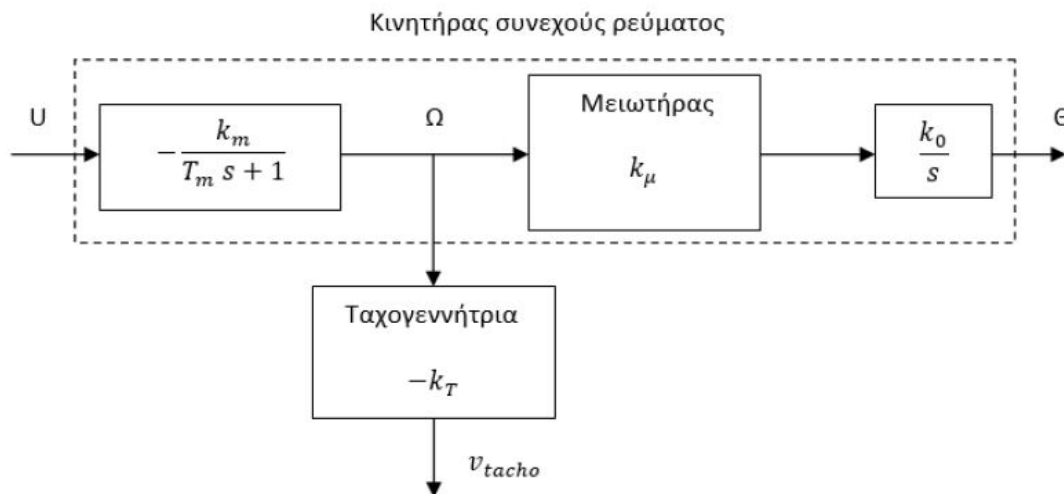 Κινητήρας συνεχούς ρεύματος
U
- k_m / (T_m s + 1)
Ω
Μειωτήρας
k_μ
k_0 / s
Ταχογεννήτρια
-k_T
v_tacho